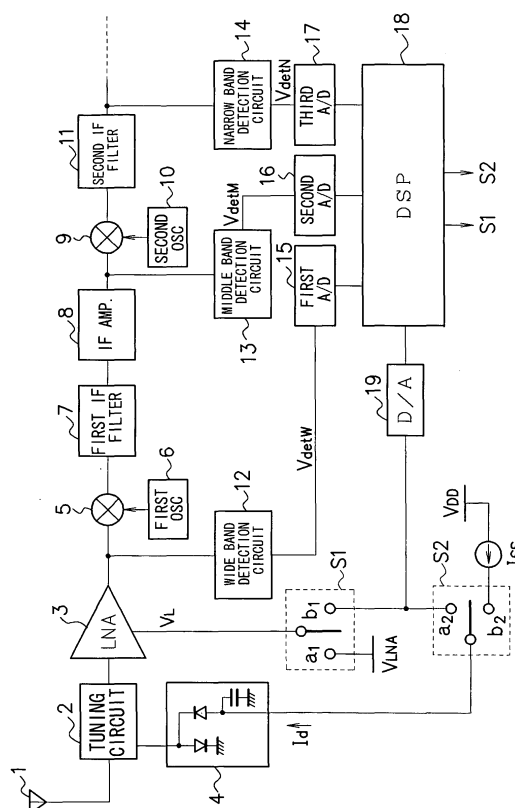 1
2
TUNING
CIRCUIT
3
LNA
4
Id
VL
5
6
FIRST
OSC
7
FIRST IF
FILTER
8
IF AMP.
9
10
SECOND
OSC
11
SECOND IF
FILTER
12
WIDE BAND
DETECTION
CIRCUIT
VdetW
13
MIDDLE BAND
DETECTION
CIRCUIT
VdetM
14
NARROW BAND
DETECTION
CIRCUIT
VdetN
15
FIRST
A/D
16
SECOND
A/D
17
THIRD
A/D
18
DSP
S1
S2
19
D/A
S1
a1
b1
VLNA
S2
a2
b2
VDD
Icc